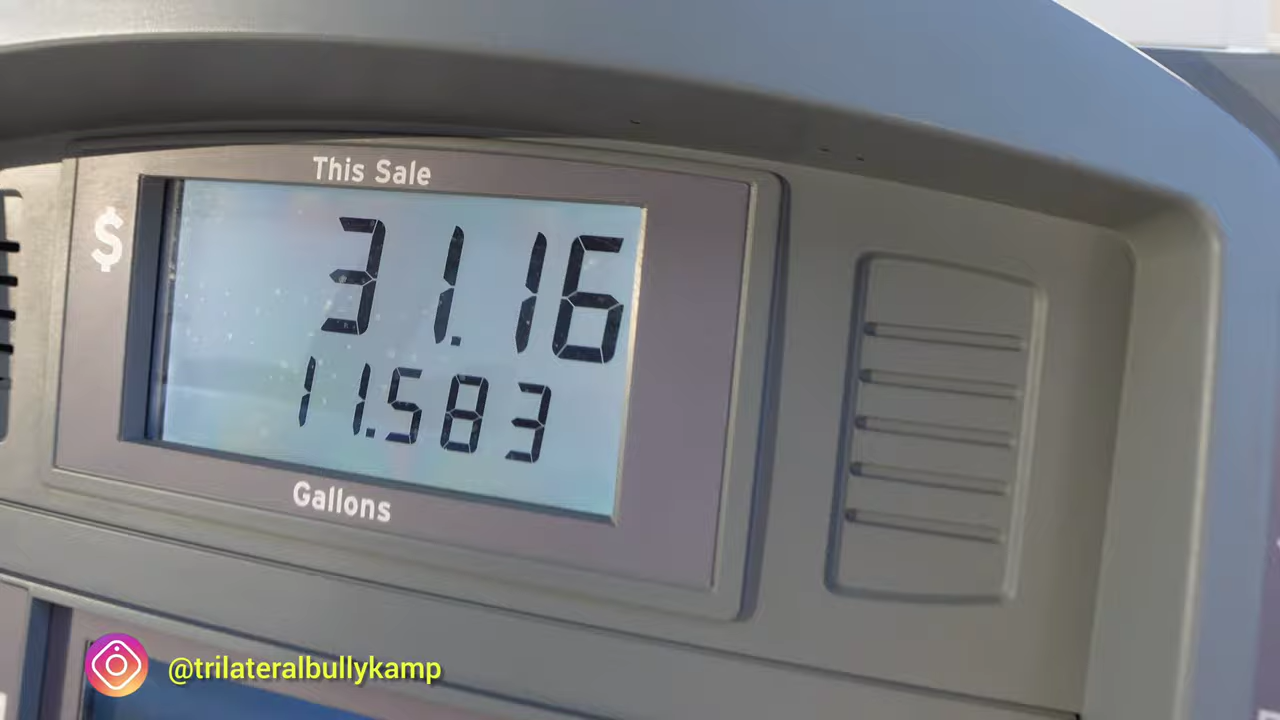 This Sale
$
31.16
11.583
Gallons
@trilateralbullykamp